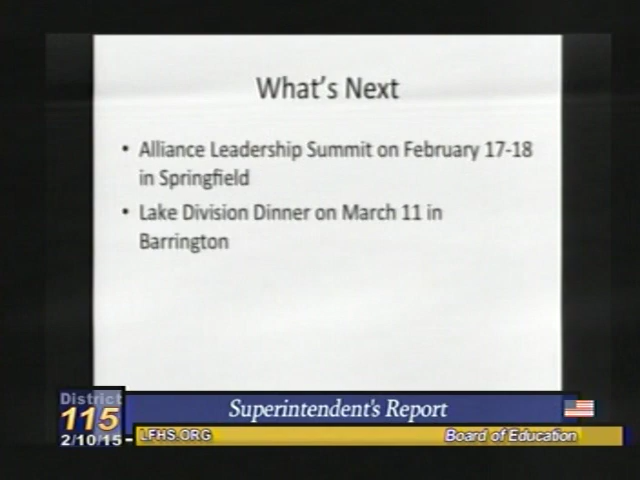 What's Next
• Alliance Leadership Summit on February 17-18
in Springfield
• Lake Division Dinner on March 11 in
Barrington
District
115
2/10/15
Superintendent's Report
LFHS.ORG
Board of Education